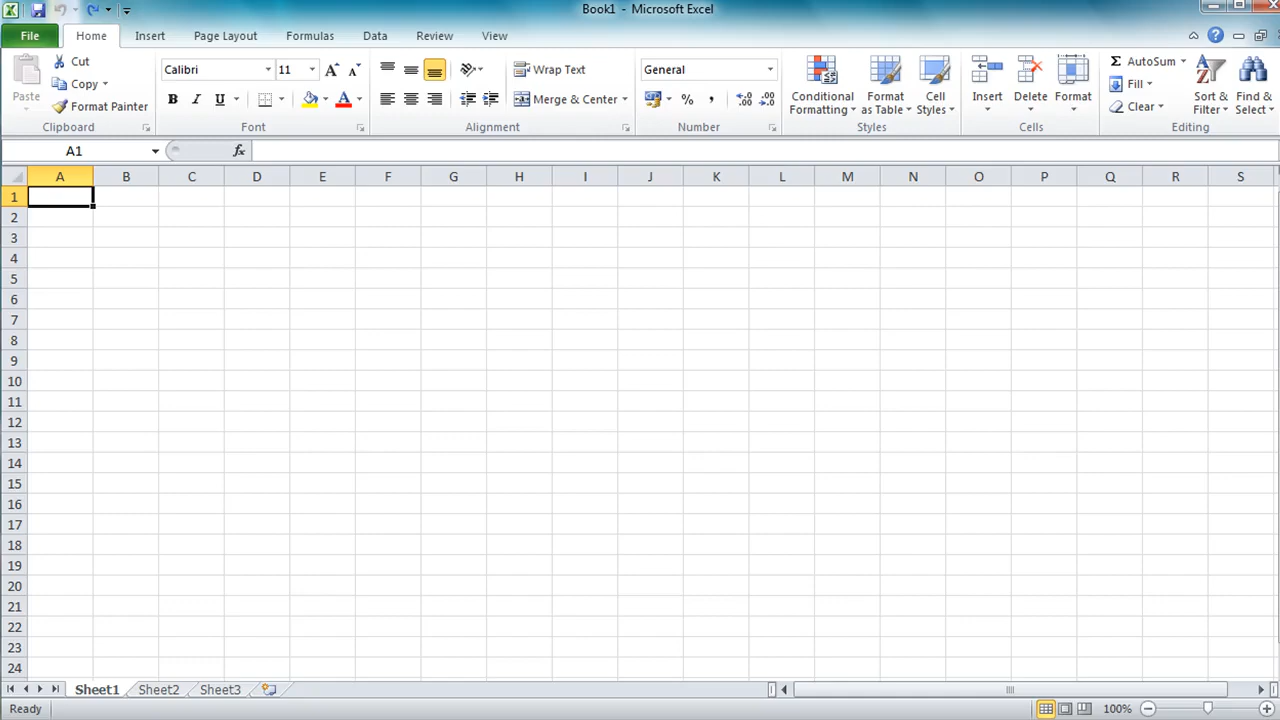 Book1 - Microsoft Excel
File Home Insert Page Layout Formulas Data Review View
Paste
Cut
Copy
Format Painter
Clipboard
Calibri 11
B I U A
Font
Wrap Text
Merge & Center
Alignment
General
% ,
Number
Conditional Formatting
Format as Table
Cell Styles
Styles
Insert
Delete
Format
Cells
Σ AutoSum
Fill
Clear
Sort & Filter
Find & Select
Editing
A1 fx
A B C D E F G H I J K L M N O P Q R S
1
2
3
4
5
6
7
8
9
10
11
12
13
14
15
16
17
18
19
20
21
22
23
24
Sheet1 Sheet2 Sheet3
Ready 100%